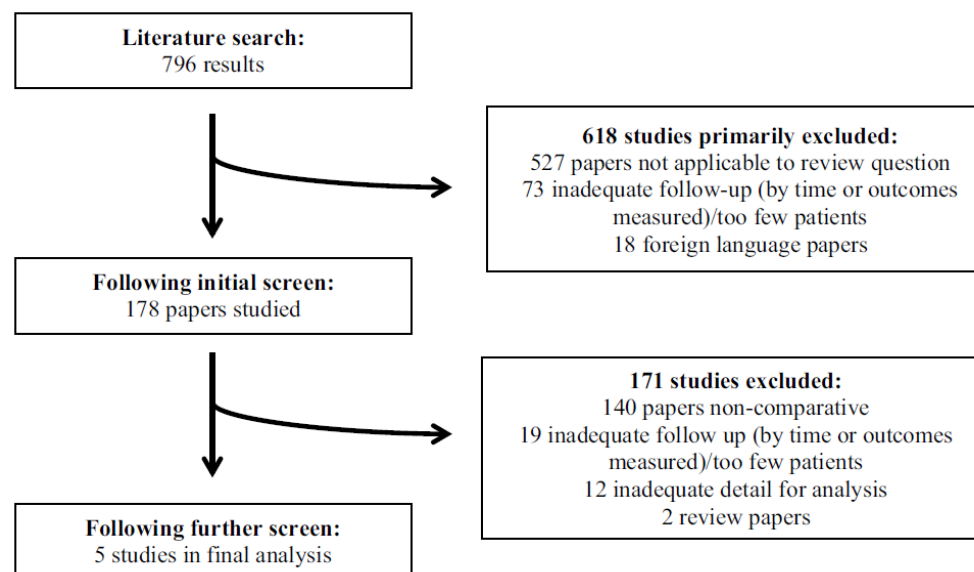 Literature search:
796 results
618 studies primarily excluded:
527 papers not applicable to review question
73 inadequate follow-up (by time or outcomes
measured)/too few patients
18 foreign language papers
Following initial screen:
178 papers studied
171 studies excluded:
140 papers non-comparative
19 inadequate follow up (by time or outcomes
measured)/too few patients
12 inadequate detail for analysis
2 review papers
Following further screen:
5 studies in final analysis